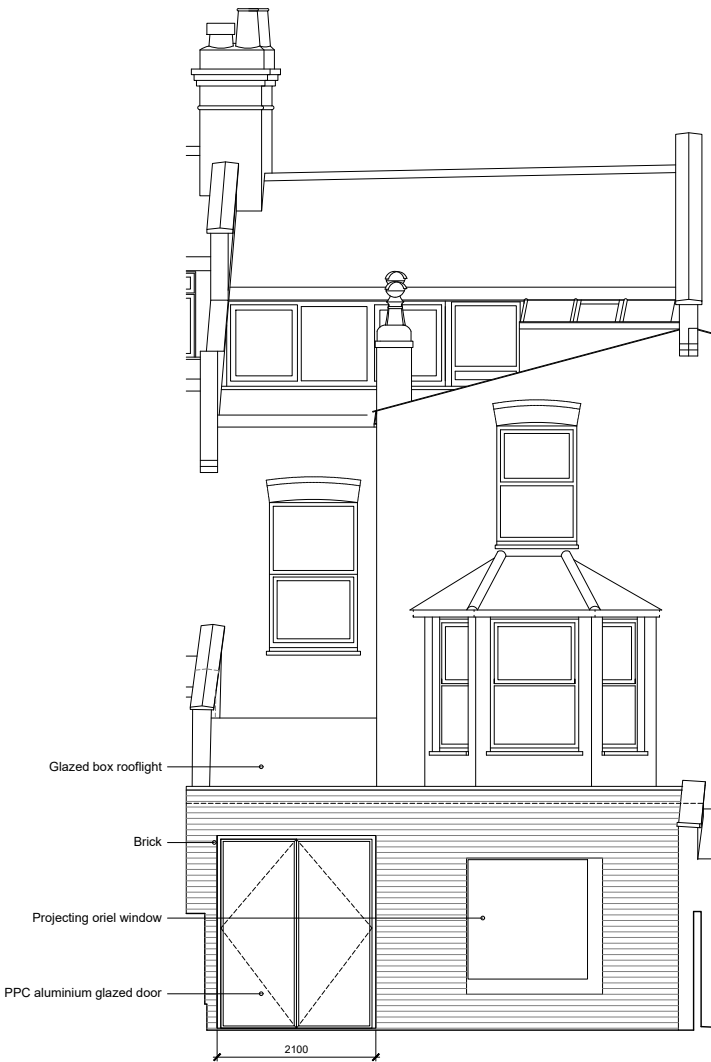 Glazed box rooflight
Brick
Projecting oriel window
PPC aluminium glazed door
2100